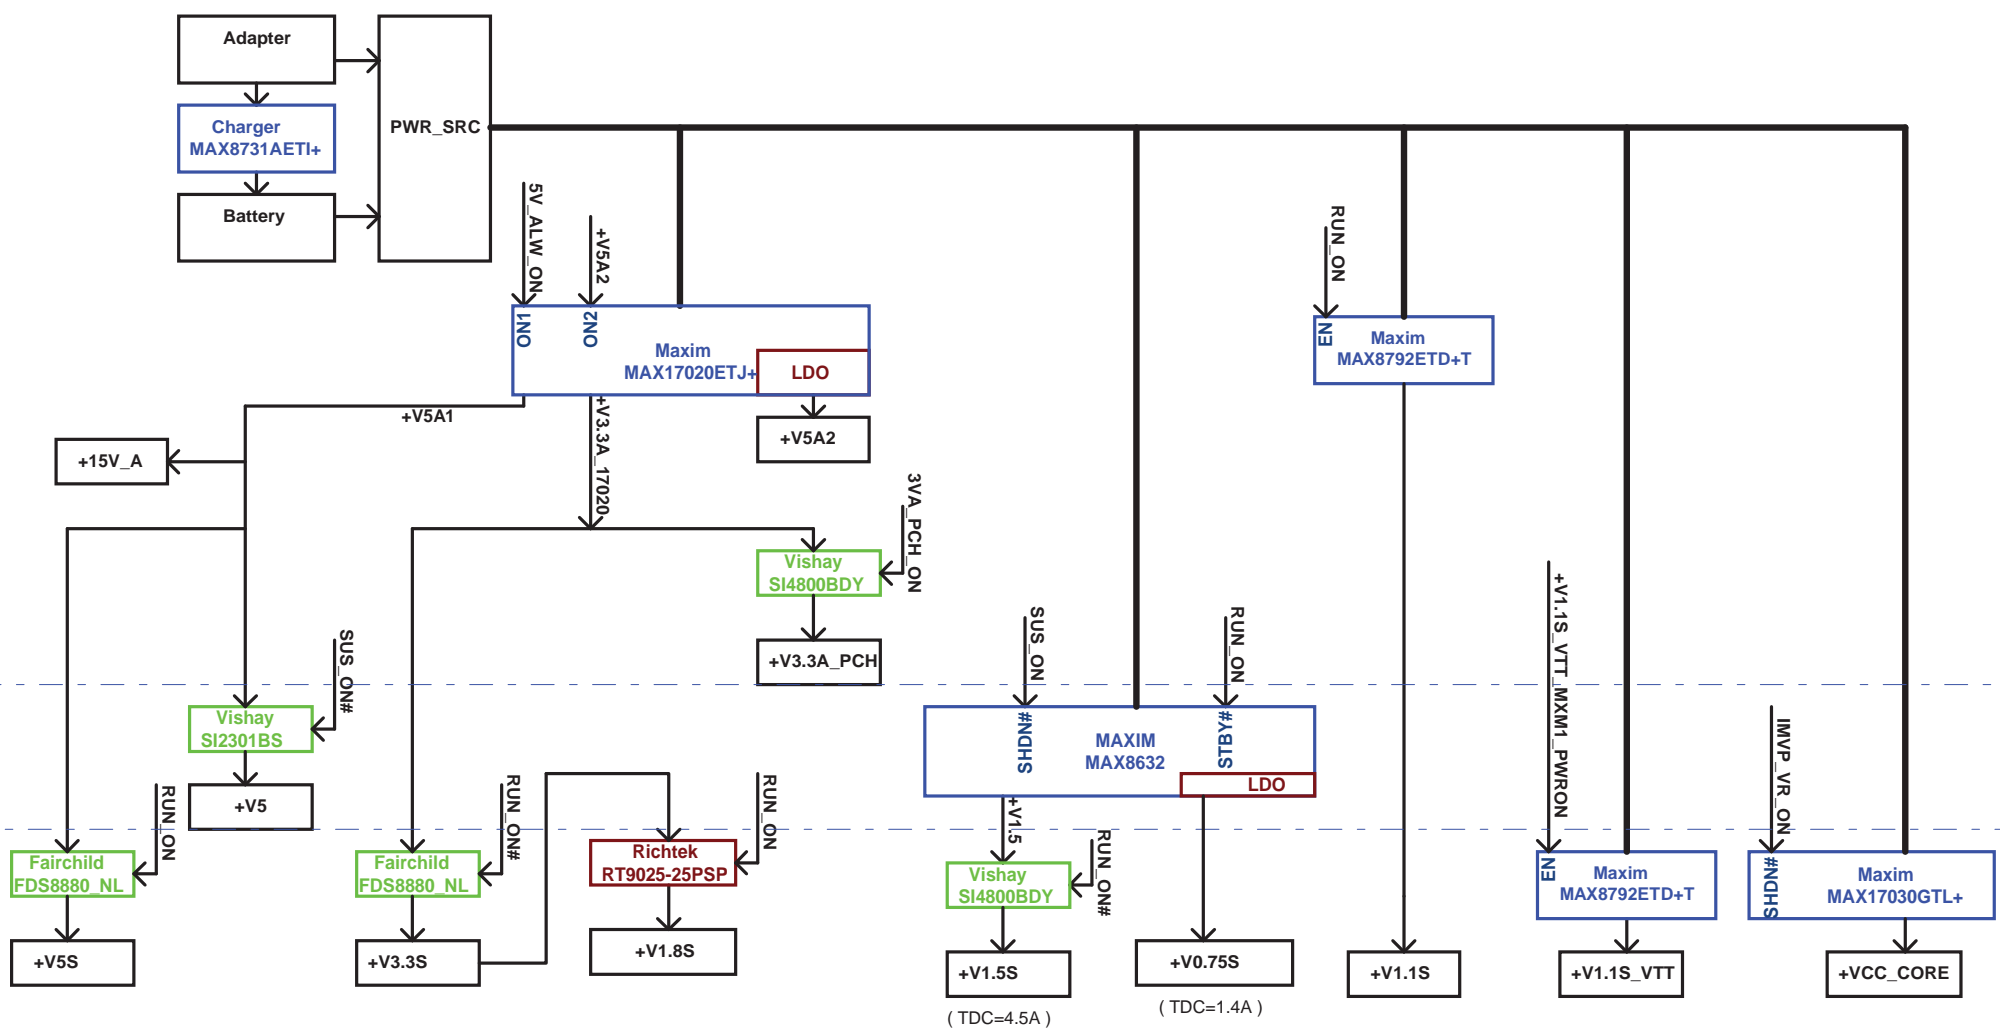 Adapter
Charger
MAX8731AETI+
Battery
PWR_SRC
5V_ALW_ON
+V5A2
RUN_ON
ON1
ON2
Maxim
MAX17020ETJ+
LDO
EN
Maxim
MAX8792ETD+T
+V5A1
+V3.3A_17020
+V5A2
+15V_A
3VA_PCH_ON
Vishay
SI4800BDY
+V3.3A_PCH
SUS_ON#
SUS_ON
RUN_ON
+V1.1S_VTT_MXM1_PWRON
Vishay
SI2301BS
+V5
SHDN#
MAXIM
MAX8632
STBY#
LDO
IMVP_VR_ON
RUN_ON
RUN_ON#
RUN_ON
+V1.5
RUN_ON#
Fairchild
FDS8880_NL
Fairchild
FDS8880_NL
Richtek
RT9025-25PSP
Vishay
SI4800BDY
EN
Maxim
MAX8792ETD+T
SHDN#
Maxim
MAX17030GTL+
+V5S
+V3.3S
+V1.8S
+V1.5S
+V0.75S
+V1.1S
+V1.1S_VTT
+VCC_CORE
( TDC=4.5A )
( TDC=1.4A )